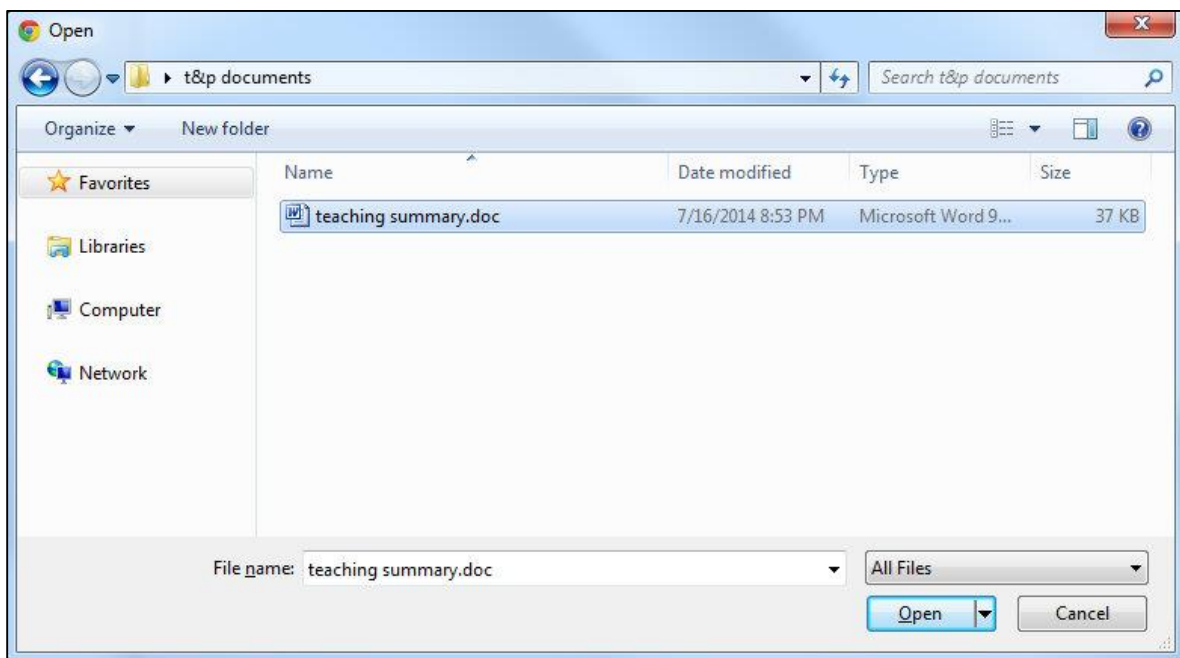 Open
t&p documents
Search t&p documents
Organize
New folder
Name
Date modified
Type
Size
Favorites
teaching summary.doc
7/16/2014 8:53 PM
Microsoft Word 9...
37 KB
Libraries
Computer
Network
File name:
teaching summary.doc
All Files
Open
Cancel